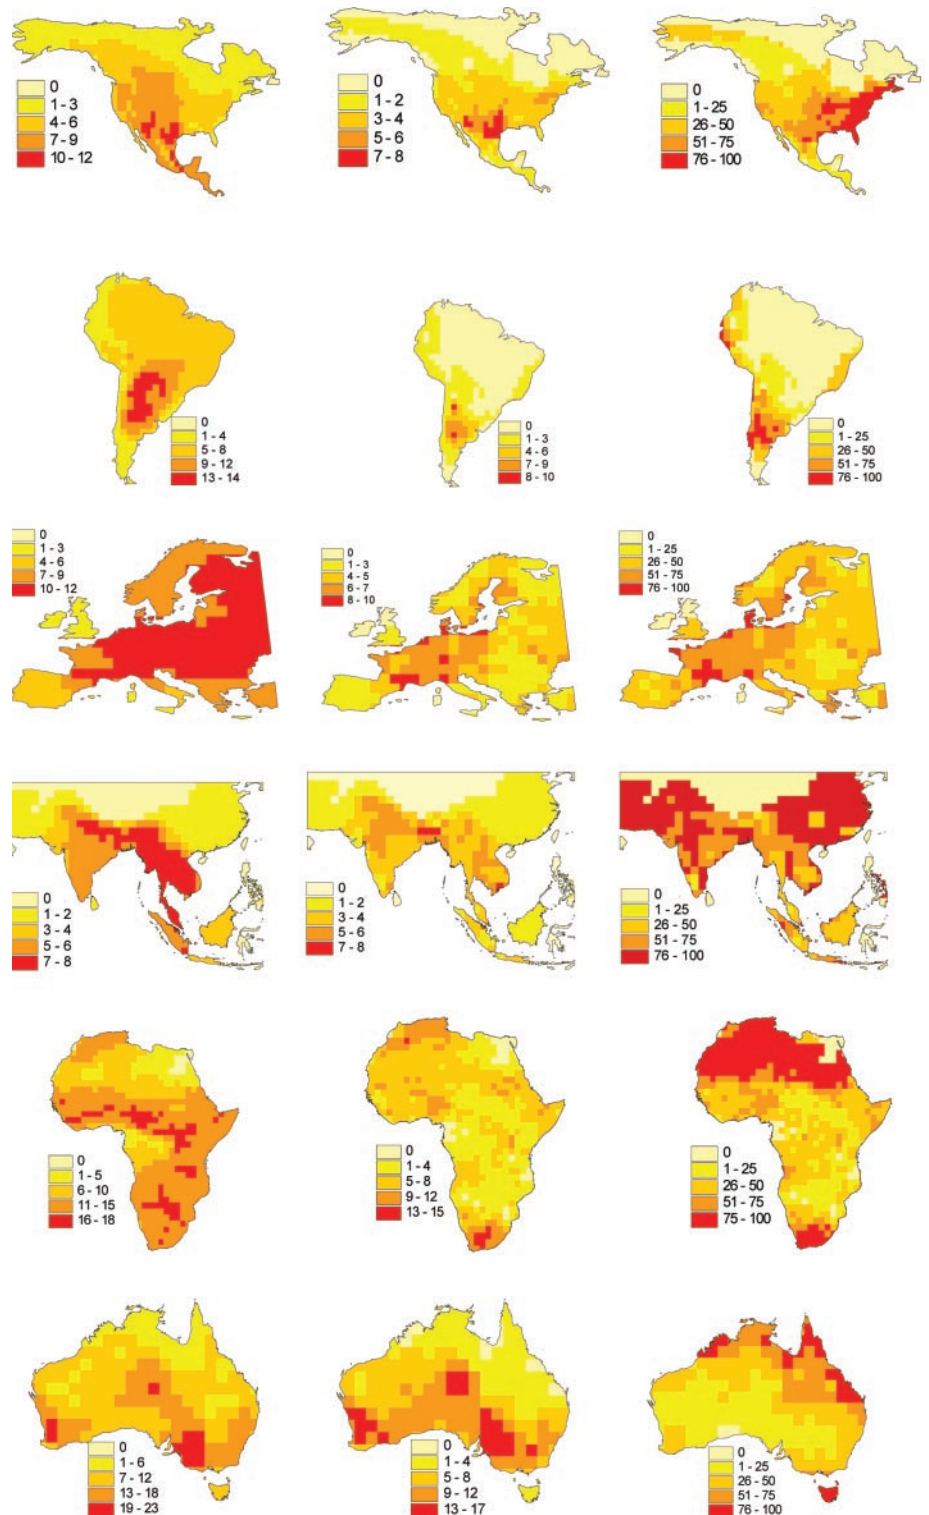 0
1 - 3
4 - 6
7 - 9
10 - 12
0
1 - 2
3 - 4
5 - 6
7 - 8
0
1 - 25
26 - 50
51 - 75
76 - 100
0
1 - 4
5 - 8
9 - 12
13 - 14
0
1 - 3
4 - 6
7 - 9
8 - 10
0
1 - 25
26 - 50
51 - 75
76 - 100
0
1 - 3
4 - 6
7 - 9
10 - 12
0
1 - 3
4 - 5
6 - 7
8 - 10
0
1 - 25
26 - 50
51 - 75
76 - 100
0
1 - 2
3 - 4
5 - 6
7 - 8
0
1 - 2
3 - 4
5 - 6
7 - 8
0
1 - 25
26 - 50
51 - 75
76 - 100
0
1 - 5
6 - 10
11 - 15
16 - 18
0
1 - 4
5 - 8
9 - 12
13 - 15
0
1 - 25
26 - 50
51 - 75
75 - 100
0
1 - 6
7 - 12
13 - 18
19 - 23
0
1 - 4
5 - 8
9 - 12
13 - 17
0
1 - 25
26 - 50
51 - 75
76 - 100